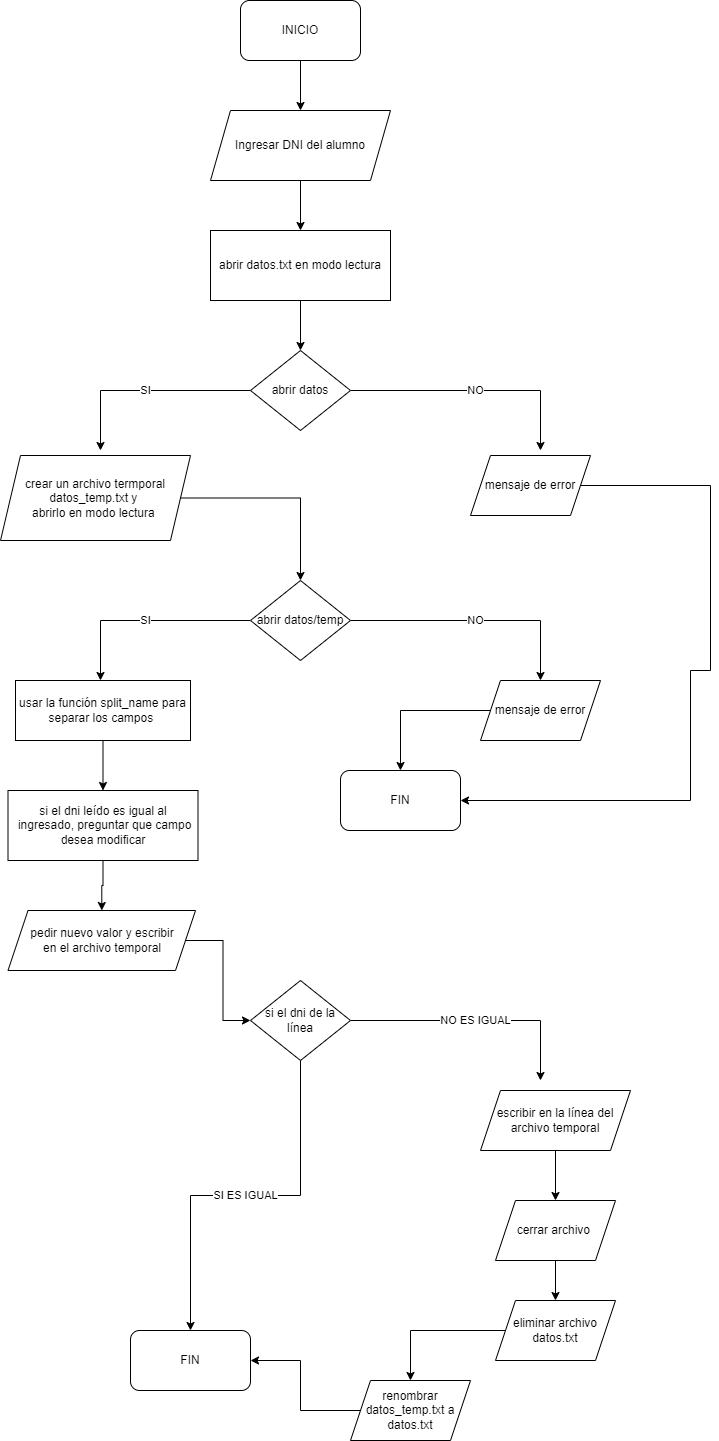 INICIO
Ingresar DNI del alumno
abrir datos.txt en modo lectura
abrir datos
SI
NO
crear un archivo termporal
datos_temp.txt y
abrirlo en modo lectura
mensaje de error
abrir datos/temp
SI
NO
usar la función split_name para
separar los campos
mensaje de error
FIN
si el dni leído es igual al
ingresado, preguntar que campo
desea modificar
pedir nuevo valor y escribir
en el archivo temporal
si el dni de la
línea
NO ES IGUAL
escribir en la línea del
archivo temporal
SI ES IGUAL
cerrar archivo
eliminar archivo
datos.txt
FIN
renombrar
datos_temp.txt a
datos.txt